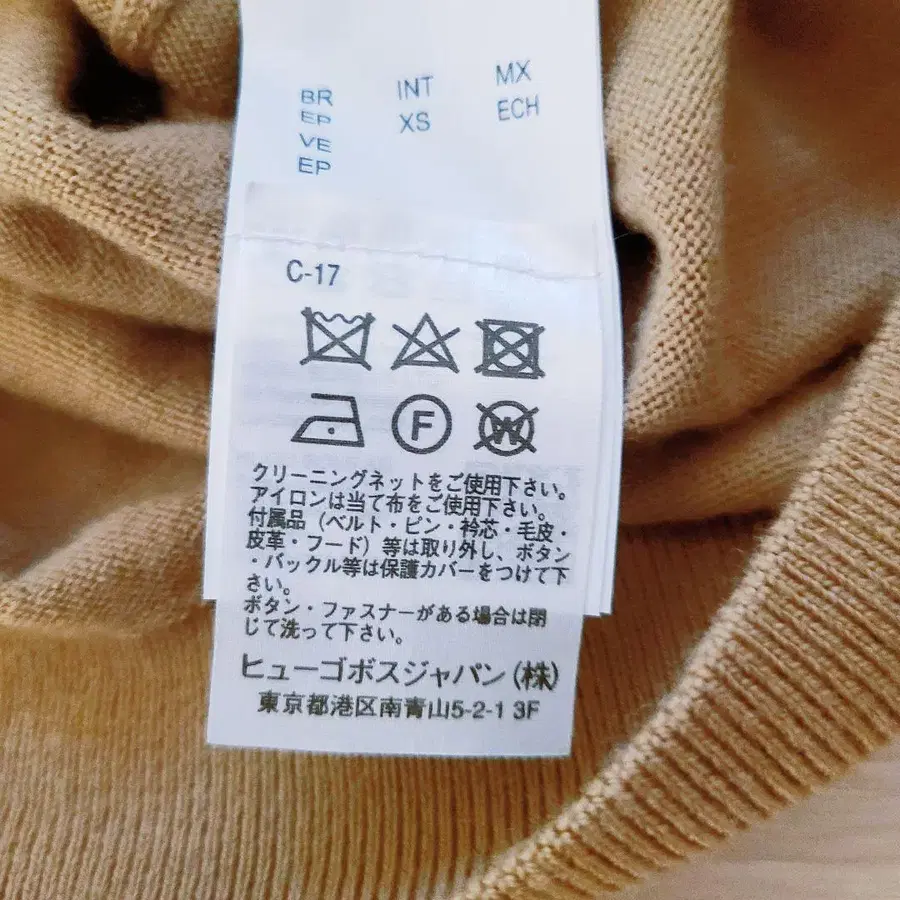 BR INT MX
EP XS ECH
VE
EP
C-17
F W
クリーニングネットをご使用下さい。
アイロンは当て布をご使用下さい。
付属品（ベルト・ピン・衿芯・毛皮・
皮革・フード）等は取り外し、ボタン
・バックル等は保護カバーをつけて下
さい。
ボタン・ファスナーがある場合は閉
じて洗って下さい。
ヒューゴボスジャパン(株)
東京都港区南青山5-2-1 3F